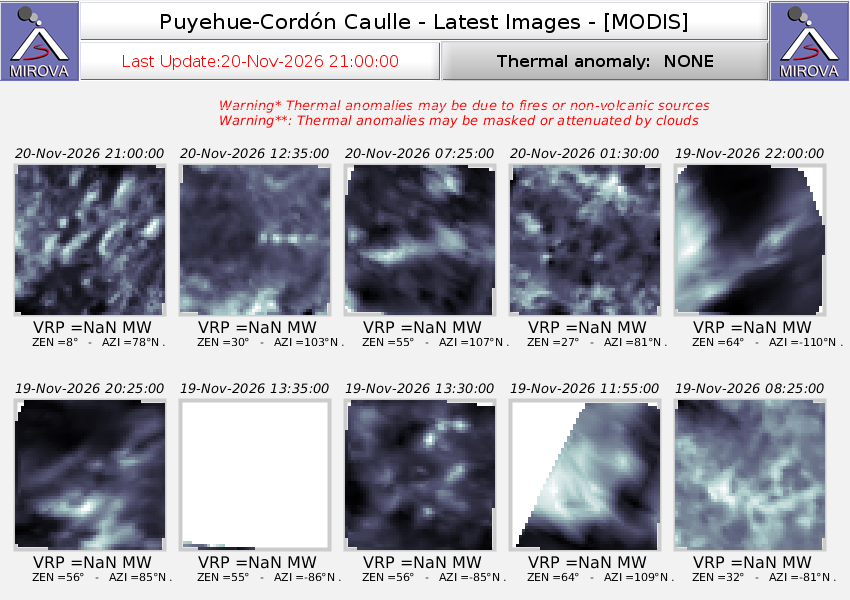 Puyehue-Cordón Caulle - Latest Images - [MODIS]
MIROVA
Last Update:20-Nov-2026 21:00:00
Thermal anomaly: NONE
MIROVA
Warning* Thermal anomalies may be due to fires or non-volcanic sources
Warning**: Thermal anomalies may be masked or attenuated by clouds
20-Nov-2026 21:00:00 20-Nov-2026 12:35:00 20-Nov-2026 07:25:00 20-Nov-2026 01:30:00 19-Nov-2026 22:00:00
VRP =NaN MW VRP =NaN MW VRP =NaN MW VRP =NaN MW VRP =NaN MW
ZEN =8° - AZI =78°N . ZEN =30° - AZI =103°N . ZEN =55° - AZI =107°N . ZEN =27° - AZI =81°N . ZEN =64° - AZI =-110°N .
19-Nov-2026 20:25:00 19-Nov-2026 13:35:00 19-Nov-2026 13:30:00 19-Nov-2026 11:55:00 19-Nov-2026 08:25:00
VRP =NaN MW VRP =NaN MW VRP =NaN MW VRP =NaN MW VRP =NaN MW
ZEN =56° - AZI =85°N . ZEN =55° - AZI =-86°N . ZEN =56° - AZI =-85°N . ZEN =64° - AZI =109°N . ZEN =32° - AZI =-81°N .